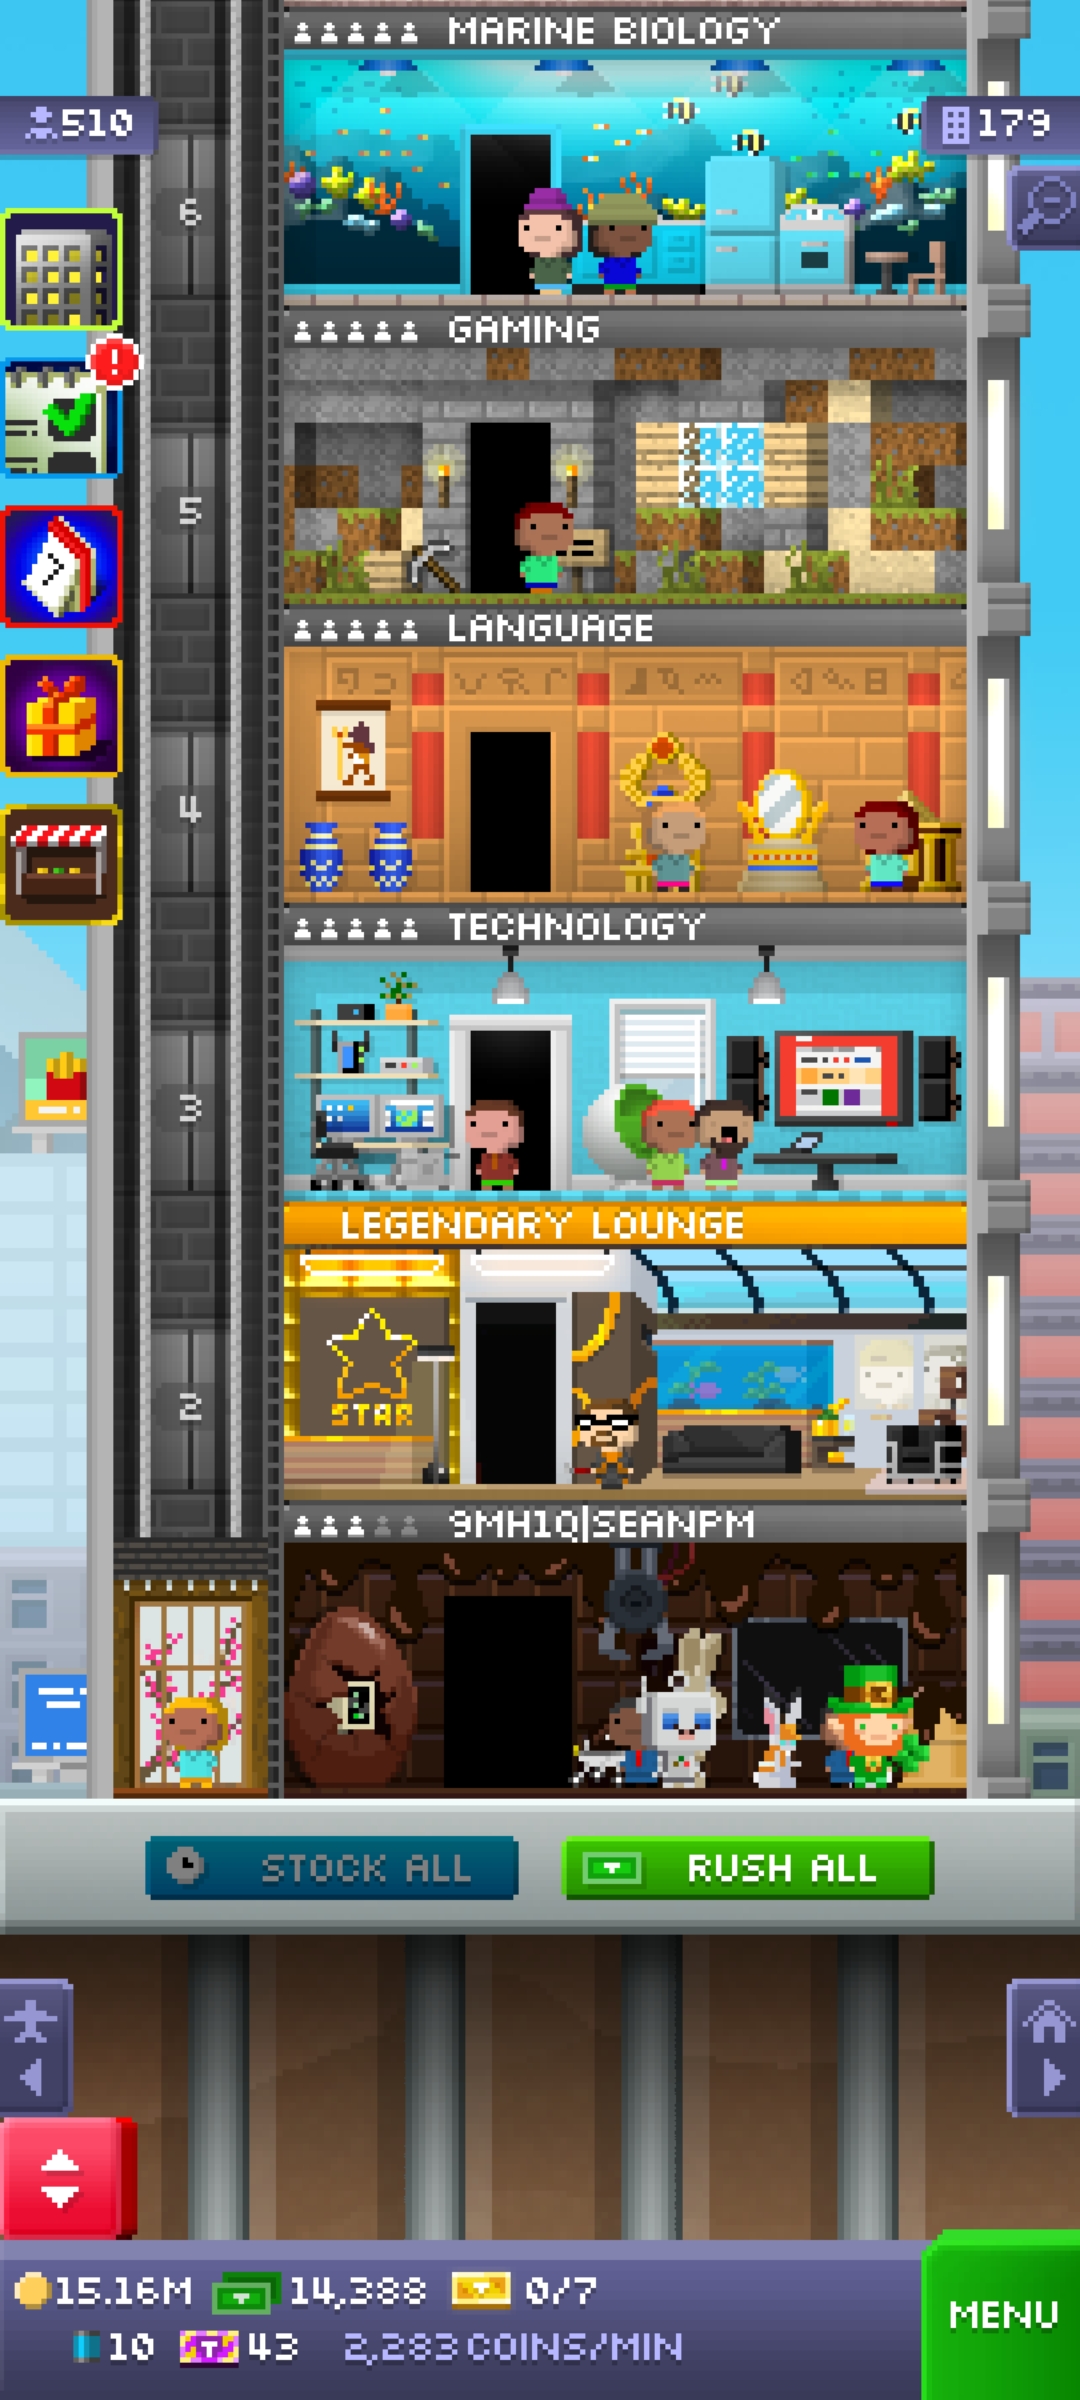 MARINE BIOLOGY
510
179
6
GAMING
5
LANGUAGE
4
TECHNOLOGY
3
LEGENDARY LOUNGE
STAR
2
9MH1Q|SEANPM
STOCK ALL
RUSH ALL
15.16M 14,388 0/7
10 43 2,283 COINS/MIN
MENU